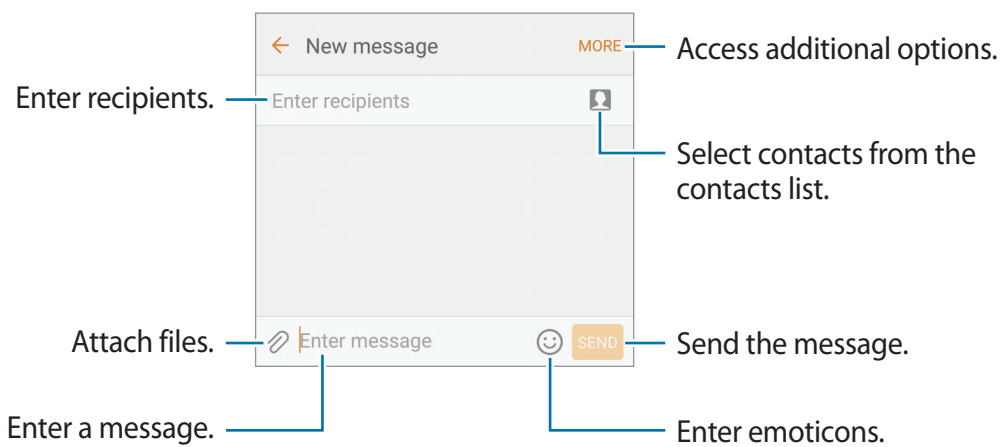 New message
MORE
Access additional options.
Enter recipients.
Enter recipients
Select contacts from the
contacts list.
Attach files.
Enter message
SEND
Send the message.
Enter a message.
Enter emoticons.